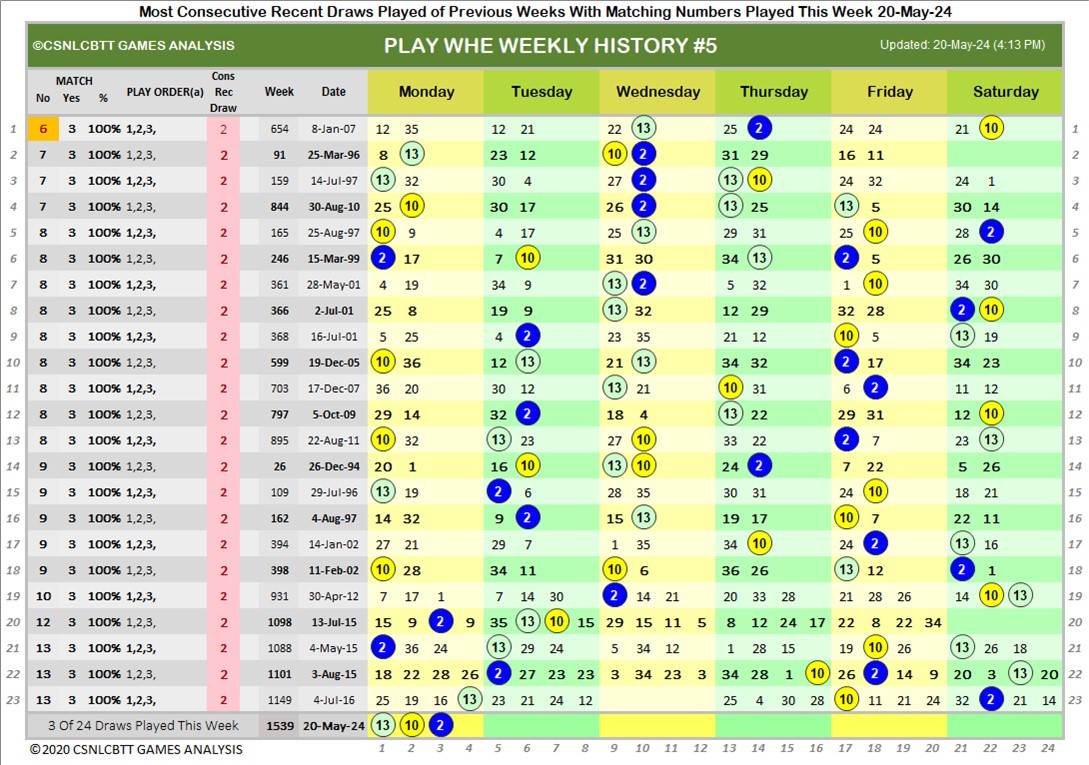 Most Consecutive Recent Draws Played of Previous Weeks With Matching Numbers Played This Week 20-May-24
©CSNLCBTT GAMES ANALYSIS PLAY WHE WEEKLY HISTORY #5 Updated: 20-May-24 (4:13 PM)
MATCH Cons
No Yes % PLAY ORDER(a) Rec Week Date Monday Tuesday Wednesday Thursday Friday Saturday
Draw
1 6 3 100% 1,2,3, 2 654 8-Jan-07 12 35 12 21 22 13 25 2 24 24 21 10 1
2 7 3 100% 1,2,3, 2 91 25-Mar-96 8 13 23 12 10 2 31 29 16 11 2
3 7 3 100% 1,2,3, 2 159 14-Jul-97 13 32 30 4 27 2 13 10 24 32 24 1 3
4 7 3 100% 1,2,3, 2 844 30-Aug-10 25 10 30 17 26 2 13 25 13 5 30 14 4
5 8 3 100% 1,2,3, 2 165 25-Aug-97 10 9 4 17 25 13 29 31 25 10 28 2 5
6 8 3 100% 1,2,3, 2 246 15-Mar-99 2 17 7 10 31 30 34 13 2 5 26 30 6
7 8 3 100% 1,2,3, 2 361 28-May-01 4 19 34 9 13 2 5 32 1 10 34 30 7
8 8 3 100% 1,2,3, 2 366 2-Jul-01 25 8 19 9 13 32 12 29 32 28 2 10 8
9 8 3 100% 1,2,3, 2 368 16-Jul-01 5 25 4 2 23 35 21 12 10 5 13 19 9
10 8 3 100% 1,2,3, 2 599 19-Dec-05 10 36 12 13 21 13 34 32 2 17 34 23 10
11 8 3 100% 1,2,3, 2 703 17-Dec-07 36 20 30 12 13 21 10 31 6 2 11 12 11
12 8 3 100% 1,2,3, 2 797 5-Oct-09 29 14 32 2 18 4 13 22 29 31 12 10 12
13 8 3 100% 1,2,3, 2 895 22-Aug-11 10 32 13 23 27 10 33 22 2 7 23 13 13
14 9 3 100% 1,2,3, 2 26 26-Dec-94 20 1 16 10 13 10 24 2 7 22 5 26 14
15 9 3 100% 1,2,3, 2 109 29-Jul-96 13 19 2 6 28 35 30 31 24 10 18 21 15
16 9 3 100% 1,2,3, 2 162 4-Aug-97 14 32 9 2 15 13 19 17 10 7 22 11 16
17 9 3 100% 1,2,3, 2 394 14-Jan-02 27 21 29 7 1 35 34 10 24 2 13 16 17
18 9 3 100% 1,2,3, 2 398 11-Feb-02 10 28 34 11 10 6 36 26 13 12 2 1 18
19 10 3 100% 1,2,3, 2 931 30-Apr-12 7 17 1 7 14 30 2 14 21 20 33 28 21 28 26 14 10 23 19
20 12 3 100% 1,2,3, 2 1098 13-Jul-15 15 9 2 9 35 13 10 15 29 15 11 5 8 12 24 17 22 8 22 34 20
21 13 3 100% 1,2,3, 2 1088 4-May-15 2 36 24 13 29 24 5 34 12 1 28 15 19 10 26 13 26 18 21
22 13 3 100% 1,2,3, 2 1101 3-Aug-15 18 22 28 26 2 27 23 23 3 34 22 3 34 28 1 10 26 2 14 9 20 3 13 20 22
23 13 3 100% 1,2,3, 2 1149 4-Jul-16 25 19 16 13 23 21 24 12 25 4 30 28 10 11 21 24 32 2 21 14 23
3 Of 24 Draws Played This Week 1539 20-May-24 13 10 2
© 2020 CSNLCBTT GAMES ANALYSIS 1 2 3 4 5 6 7 8 9 10 11 12 13 14 15 16 17 18 19 20 21 22 23 24